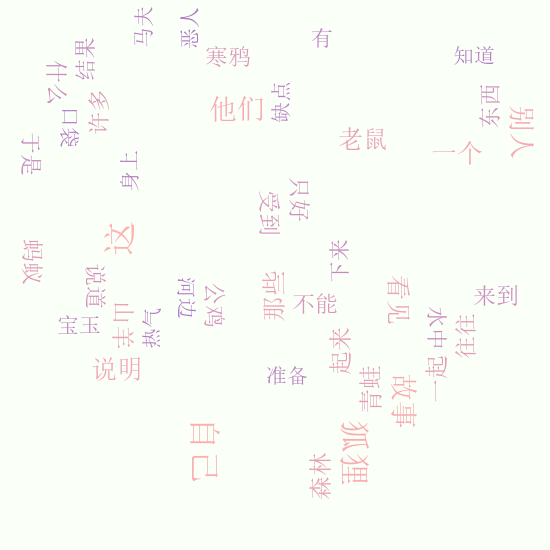 马夫
恶人
有
寒鸦
知道
结果
什么
许多
口袋
他们
缺点
东西
别人
老鼠
一个
于是
身上
只好
受到
这
下来
蚂蚁
说道
河边
公鸡
那些
不能
看见
来到
宝玉
山羊
热气
水中
往往
起来
说明
准备
青蛙
故事
一起
自己
狐狸
森林